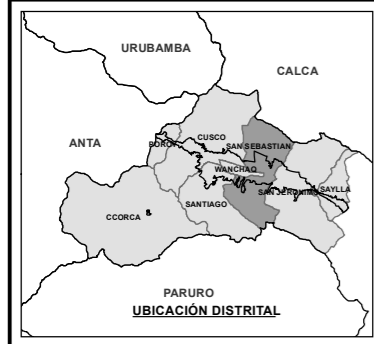 URUBAMBA
CALCA
ANTA
CUSCO
POROY
SAN SEBASTIAN
WANCHAQ
SAN JERONIMO
SAYLLA
CCORCA
SANTIAGO
PARURO
UBICACIÓN DISTRITAL